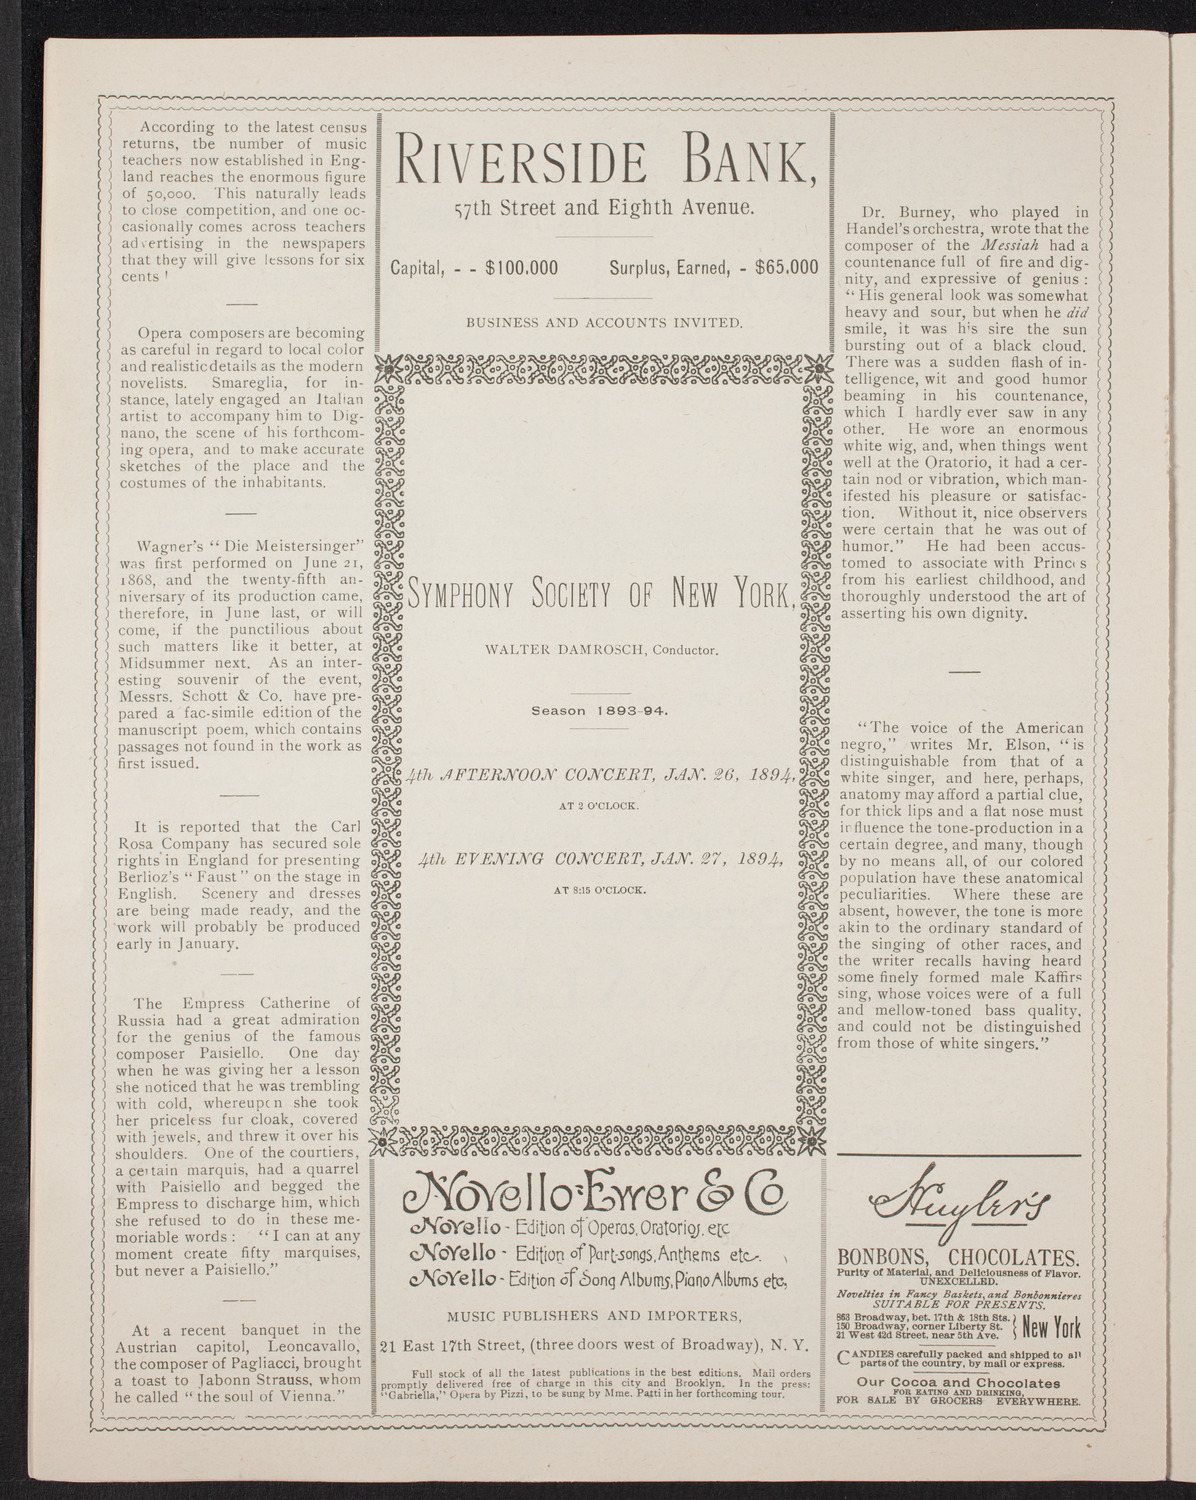 According to the latest census
returns, tbe number of music
teachers now established in Eng-
land reaches the enormous figure
of 50,000. This naturally leads
to close competition, and one oc-
casionally comes across teachers
advertising in the newspapers
that they will give lessons for six
cents !
Opera composers are becoming
as careful in regard to local color
and realistic details as the modern
novelists. Smareglia, for in-
stance, lately engaged an Italian
artist to accompany him to Dig-
nano, the scene of his forthcom-
ing opera, and to make accurate
sketches of the place and the
costumes of the inhabitants.
Wagner's “ Die Meistersinger”
was first performed on June 21,
1868, and the twenty-fifth an-
niversary of its production came,
therefore, in June last, or will
come, if the punctilious about
such matters like it better, at
Midsummer next. As an inter-
esting souvenir of the event,
Messrs. Schott & Co. have pre-
pared a fac-simile edition of the
manuscript poem, which contains
passages not found in the work as
first issued.
It is reported that the Carl
Rosa Company has secured sole
rights in England for presenting
Berlioz's “ Faust” on the stage in
English. Scenery and dresses
are being made ready, and the
work will probably be produced
early in January.
The Empress Catherine of
Russia had a great admiration
for the genius of the famous
composer Paisiello. One day
when he was giving her a lesson
she noticed that he was trembling
with cold, whereupon she took
her priceless fur cloak, covered
with jewels, and threw it over his
shoulders. One of the courtiers,
a certain marquis, had a quarrel
with Paisiello and begged the
Empress to discharge him, which
she refused to do in these me-
moriable words : “I can at any
moment create fifty marquises,
but never a Paisiello.”
At a recent banquet in the
Austrian capitol, Leoncavallo,
the composer of Pagliacci, brought
a toast to Jabonn Strauss, whom
he called “ the soul of Vienna.”
RIVERSIDE BANK,
57th Street and Eighth Avenue.
Capital, - - $100.000 Surplus, Earned, - $65.000
BUSINESS AND ACCOUNTS INVITED.
SYMPHONY SOCIETY OF NEW YORK,
WALTER DAMROSCH, Conductor.
Season 1893-94.
4th AFTERNOON CONCERT, JAN. 26, 1894,
AT 2 O'CLOCK.
4th EVENING CONCERT, JAN. 27, 1894,
AT 8:15 O'CLOCK.
Novello-Ewer & Co
Novello - Edition of Operas, Oratorios, etc
Novello - Edition of Part-songs, Anthems etc.
Novello - Edition of Song Albums, Piano Albums etc,
MUSIC PUBLISHERS AND IMPORTERS,
21 East 17th Street, (three doors west of Broadway), N. Y.
Full stock of all the latest publications in the best editions. Mail orders
promptly delivered free of charge in this city and Brooklyn. In the press:
“Gabriella,” Opera by Pizzi, to be sung by Mme. Patti in her forthcoming tour.
Dr. Burney, who played in
Handel's orchestra, wrote that the
composer of the Messiah had a
countenance full of fire and dig-
nity, and expressive of genius :
“ His general look was somewhat
heavy and sour, but when he did
smile, it was his sire the sun
bursting out of a black cloud.
There was a sudden flash of in-
telligence, wit and good humor
beaming in his countenance,
which I hardly ever saw in any
other. He wore an enormous
white wig, and, when things went
well at the Oratorio, it had a cer-
tain nod or vibration, which man-
ifested his pleasure or satisfac-
tion. Without it, nice observers
were certain that he was out of
humor.” He had been accus-
tomed to associate with Princes
from his earliest childhood, and
thoroughly understood the art of
asserting his own dignity.
“The voice of the American
negro,” writes Mr. Elson, “is
distinguishable from that of a
white singer, and here, perhaps,
anatomy may afford a partial clue,
for thick lips and a flat nose must
influence the tone-production in a
certain degree, and many, though
by no means all, of our colored
population have these anatomical
peculiarities. Where these are
absent, however, the tone is more
akin to the ordinary standard of
the singing of other races, and
the writer recalls having heard
some finely formed male Kaffirs
sing, whose voices were of a full
and mellow-toned bass quality,
and could not be distinguished
from those of white singers.”
Huyler's
BONBONS, CHOCOLATES.
Purity of Material, and Deliciousness of Flavor.
UNEXCELLED.
Novelties in Fancy Baskets, and Bonbonnieres
SUITABLE FOR PRESENTS.
863 Broadway, bet. 17th & 18th Sts.
150 Broadway, corner Liberty St.
21 West 42d Street, near 5th Ave.
New York
CANDIES carefully packed and shipped to all
parts of the country, by mail or express.
Our Cocoa and Chocolates
FOR EATING AND DRINKING,
FOR SALE BY GROCERS EVERYWHERE.